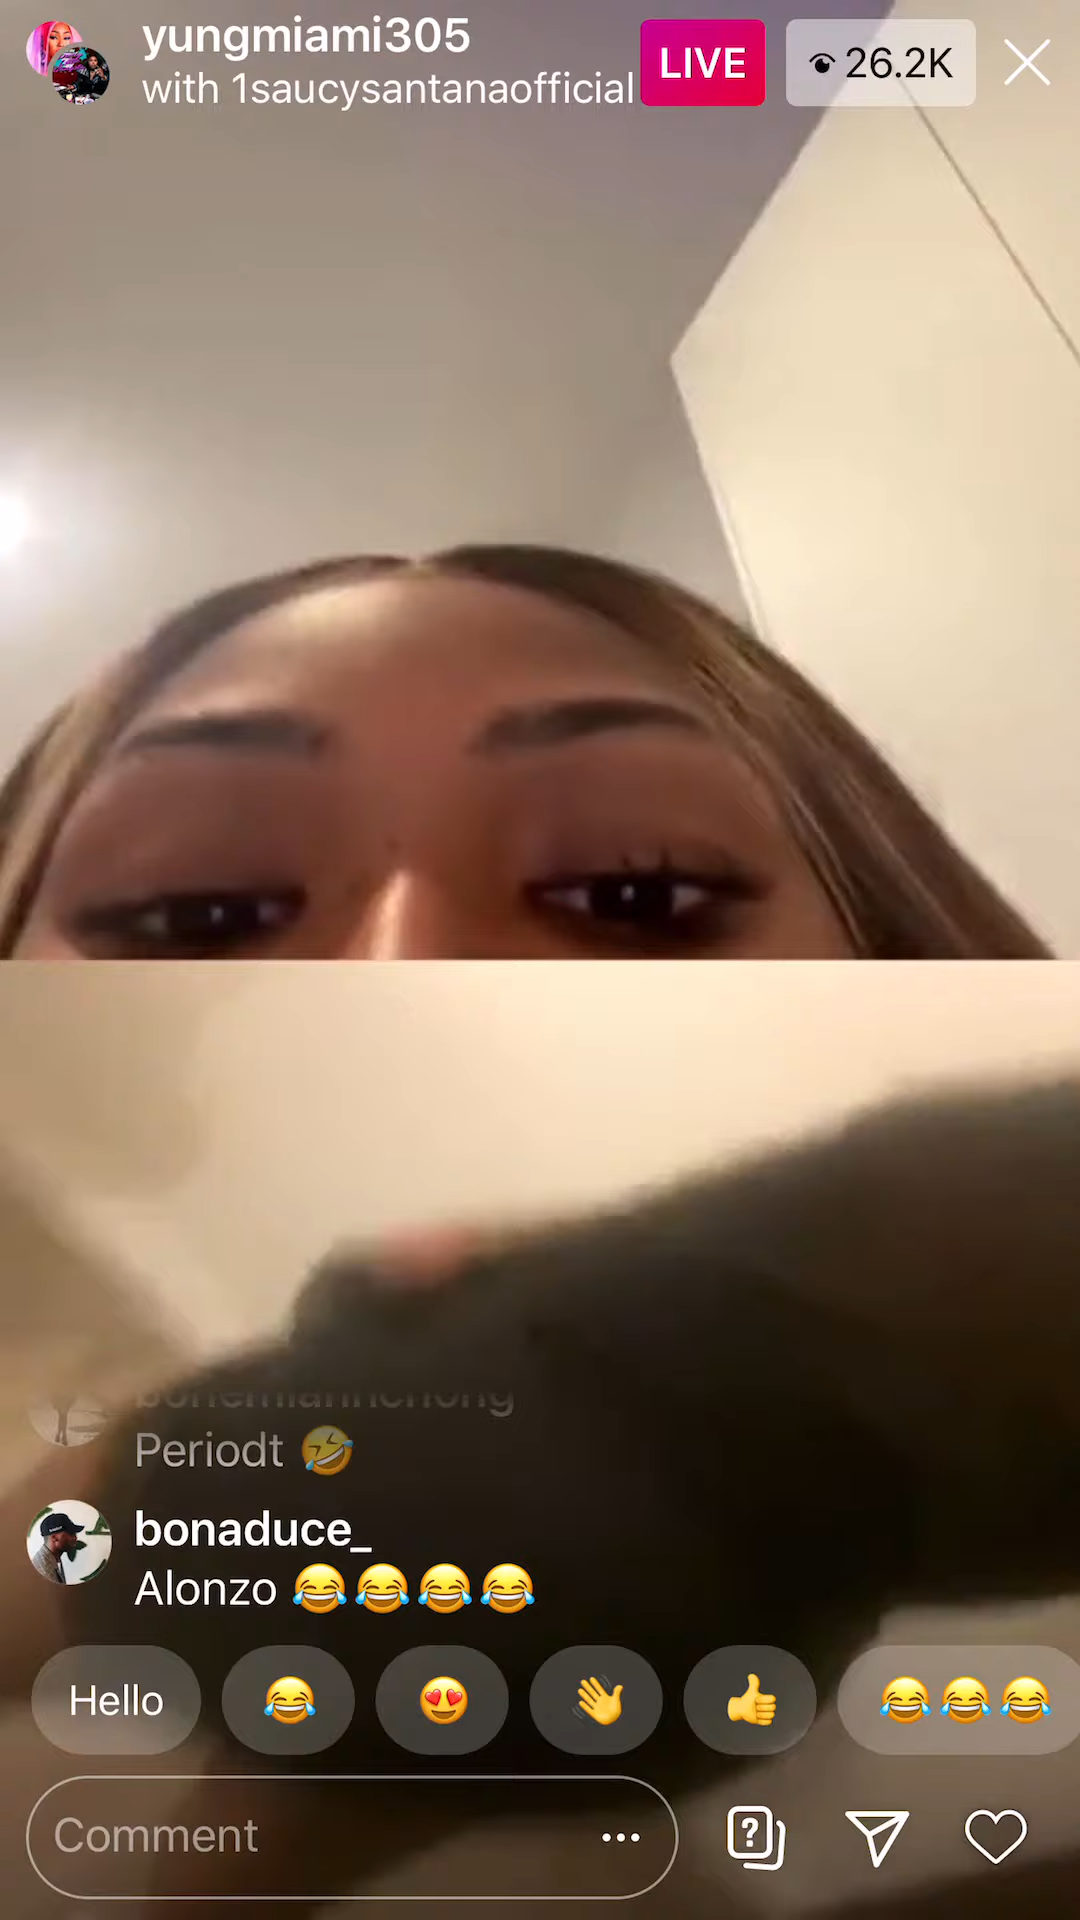 yungmiami305
with 1saucysantanaofficial
LIVE
26.2K
Periodt 🤣
bonaduce_
Alonzo 😂😂😂😂
Hello
Comment